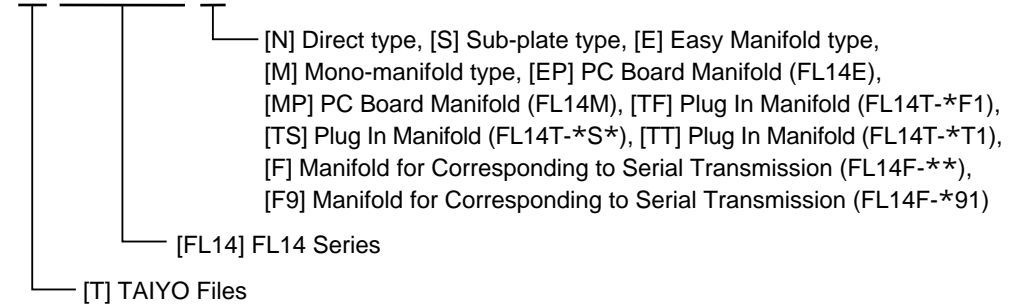 [N] Direct type, [S] Sub-plate type, [E] Easy Manifold type,
[M] Mono-manifold type, [EP] PC Board Manifold (FL14E),
[MP] PC Board Manifold (FL14M), [TF] Plug In Manifold (FL14T-*F1),
[TS] Plug In Manifold (FL14T-*S*), [TT] Plug In Manifold (FL14T-*T1),
[F] Manifold for Corresponding to Serial Transmission (FL14F-**),
[F9] Manifold for Corresponding to Serial Transmission (FL14F-*91)
[FL14] FL14 Series
[T] TAIYO Files